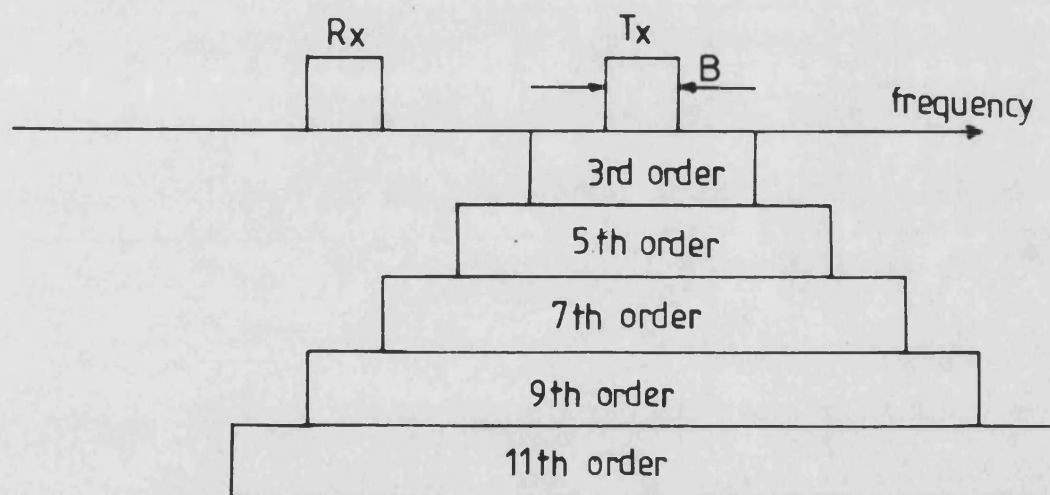 Rx
Tx
B
frequency
3rd order
5th order
7th order
9th order
11th order